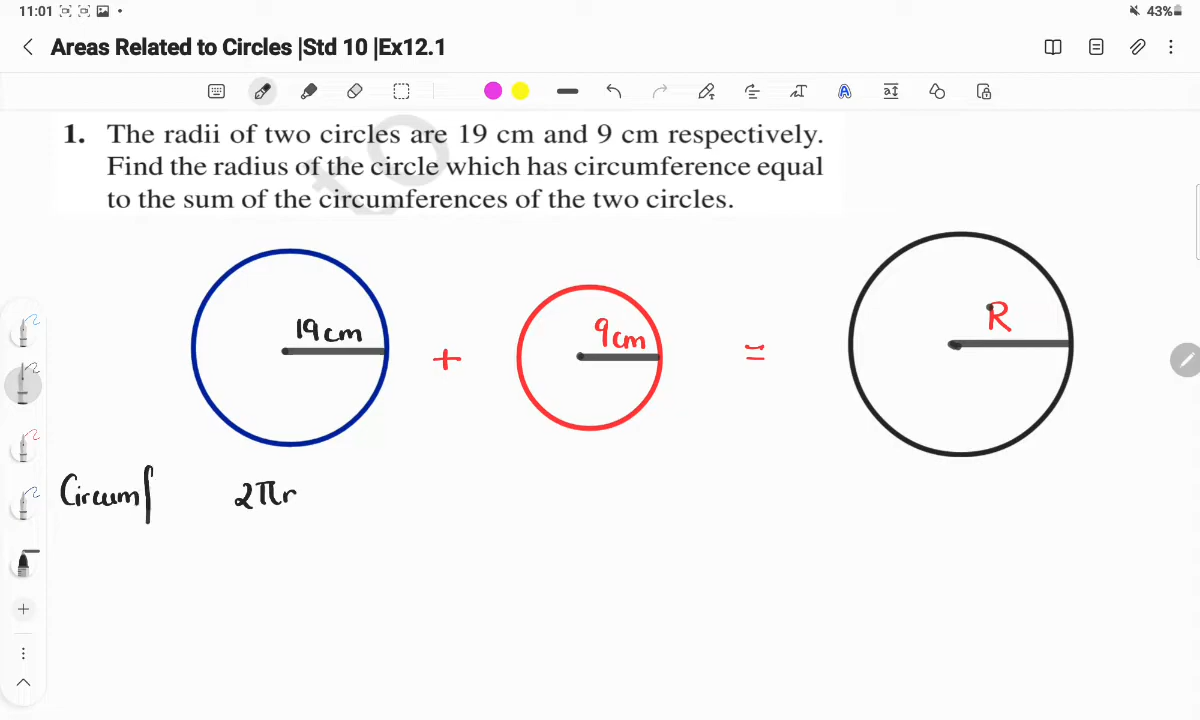 11:01
43%
Areas Related to Circles |Std 10 |Ex12.1
1. The radii of two circles are 19 cm and 9 cm respectively.
Find the radius of the circle which has circumference equal
to the sum of the circumferences of the two circles.
19cm + 9cm = R
Circumf 2πr